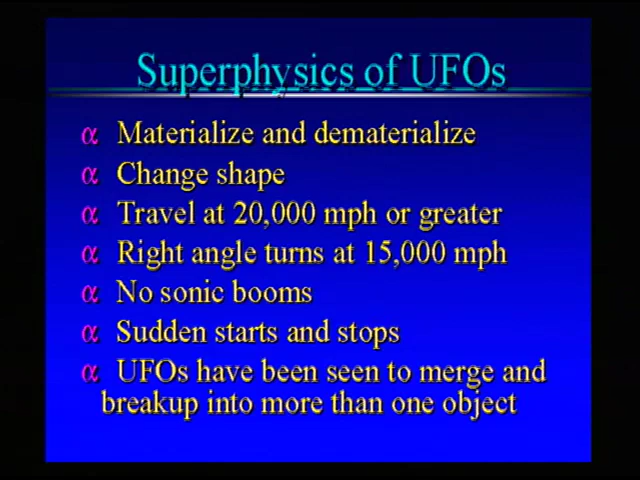 Superphysics of UFOs
α Materialize and dematerialize
α Change shape
α Travel at 20,000 mph or greater
α Right angle turns at 15,000 mph
α No sonic booms
α Sudden starts and stops
α UFOs have been seen to merge and
breakup into more than one object